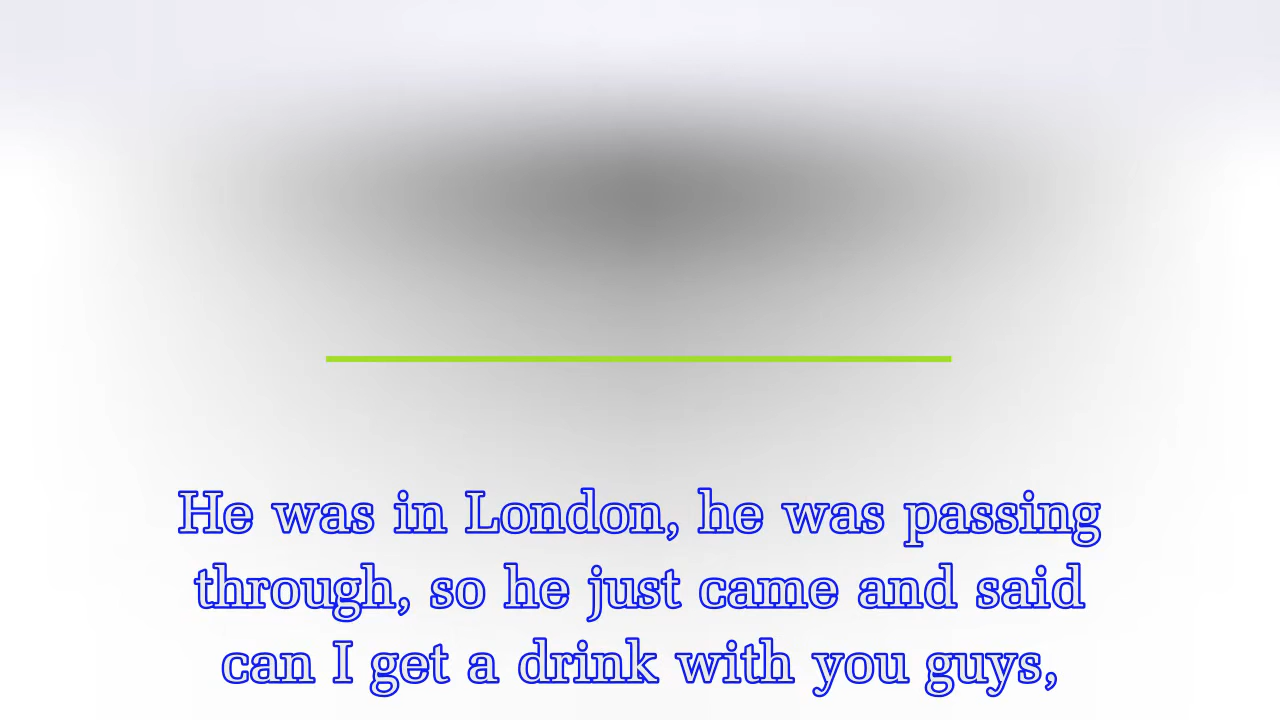 He was in London, he was passing
through, so he just came and said
can I get a drink with you guys,